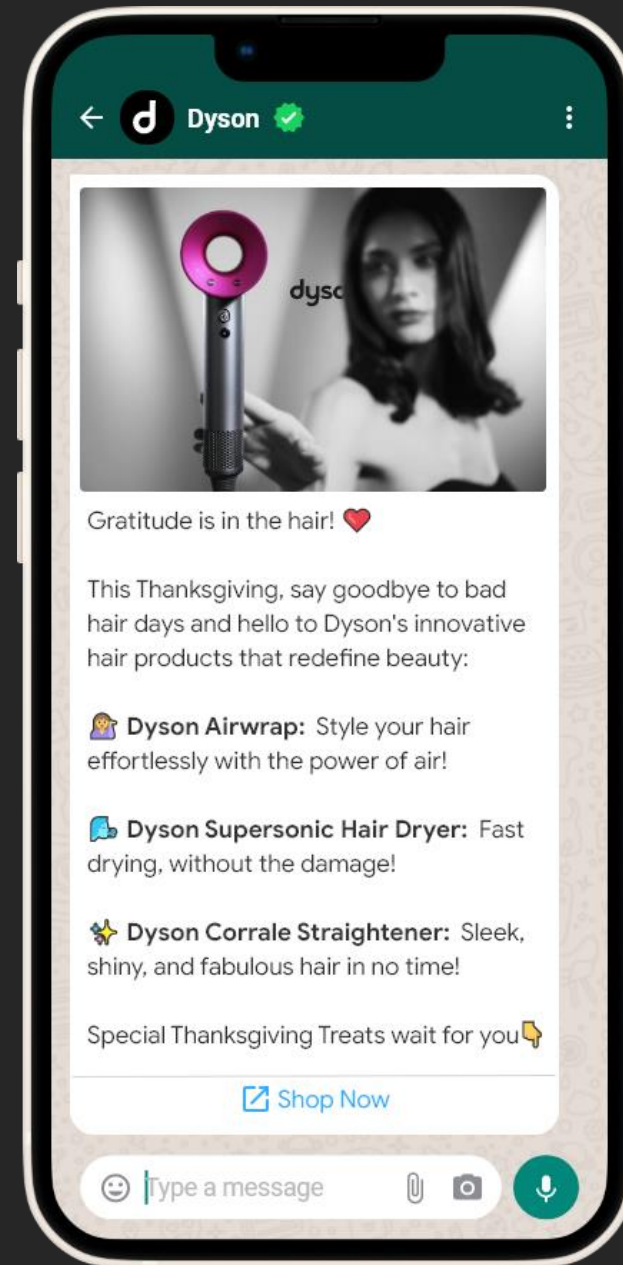 Dyson
dyso
Gratitude is in the hair! ❤️
This Thanksgiving, say goodbye to bad
hair days and hello to Dyson's innovative
hair products that redefine beauty:
Dyson Airwrap: Style your hair
effortlessly with the power of air!
Dyson Supersonic Hair Dryer: Fast
drying, without the damage!
✨ Dyson Corrale Straightener: Sleek,
shiny, and fabulous hair in no time!
Special Thanksgiving Treats wait for you👇
Shop Now
Type a message